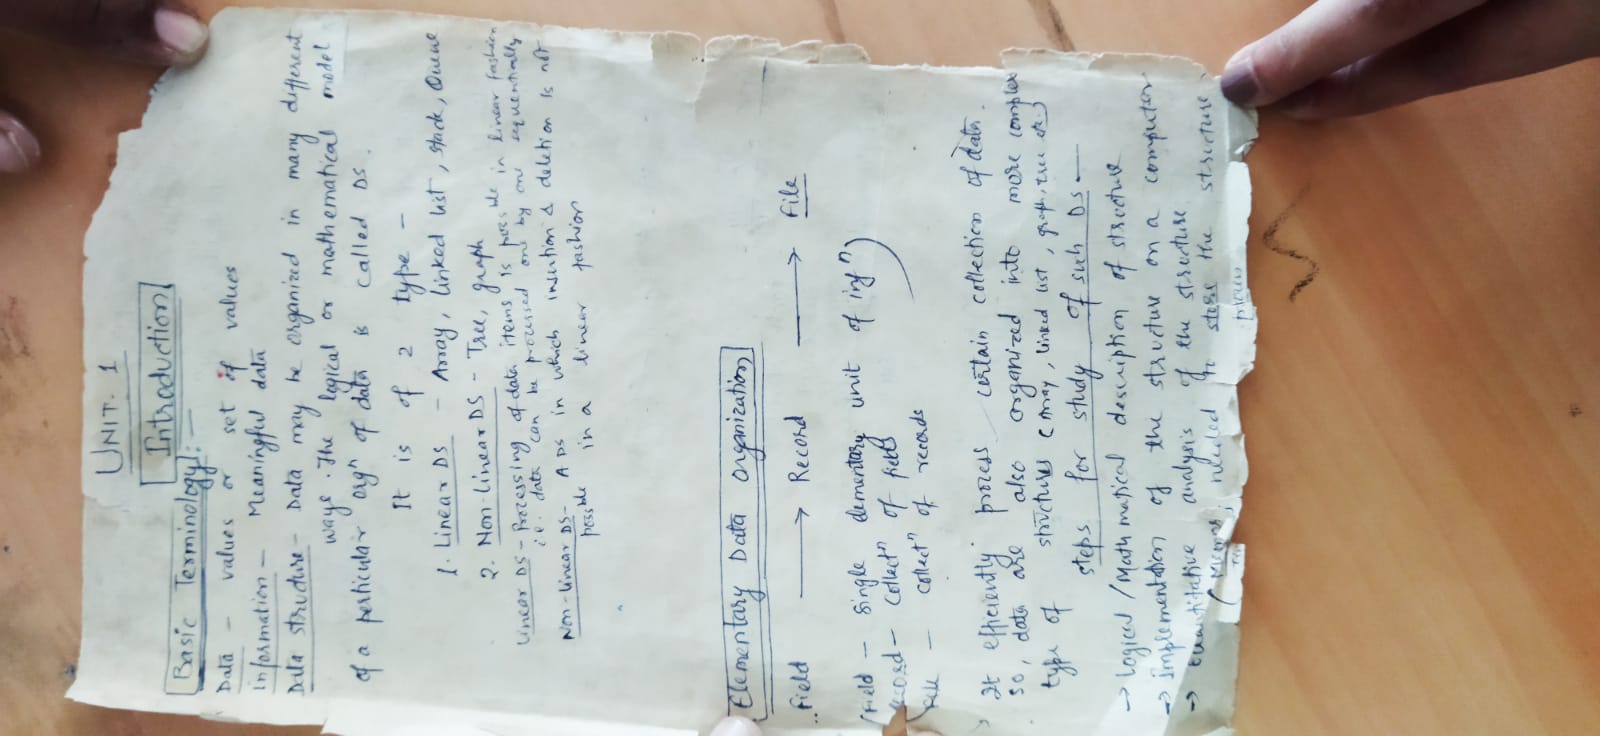 UNIT. 1
Introduction
Basic Terminology :-
Data - values or set of values
Information - Meaningful data
Data structure - Data may be organized in many different
ways. The logical or mathematical model
of a perticular orgⁿ of data is called DS.
It is of 2 type -
1. Linear DS - Array, Linked list, Stack, Queue
2. Non-linear DS - Tree, graph
Linear DS - Processing of data items is possble in linear fashion
i.e. data can be processed one by one sequentially
Non-linear DS - A DS in which insertion & deletion is not
possble in a linear fashion
Elementary Data Organization
Field → Record → File
Field - Single elementary unit of infⁿ
Record - Collectⁿ of fields
File - Collectⁿ of records
It efficiently process certain collection of data.
So, data are also organized into more complex
type of structures (Array, linked list, graph, tree etc.)
steps for study of such DS -
→ Logical / Mathmatical description of structure
→ Implementation of the structure on a computer
→ Quantitative analysis of the structure
(Memory needed to store the structure